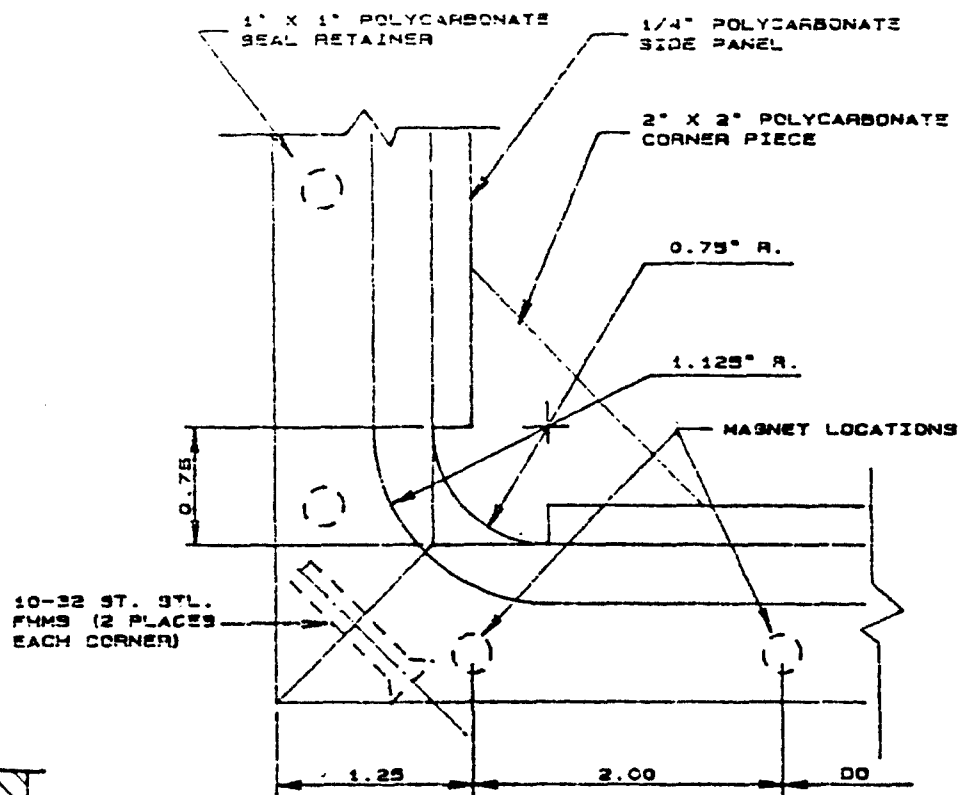 1" X 1" POLYCARBONATE
SEAL RETAINER
1/4" POLYCARBONATE
SIDE PANEL
2" X 2" POLYCARBONATE
CORNER PIECE
0.75" R.
1.125" R.
MAGNET LOCATIONS
0.75
10-32 ST. STL.
FHMS (2 PLACES
EACH CORNER)
1.25
2.00
DO